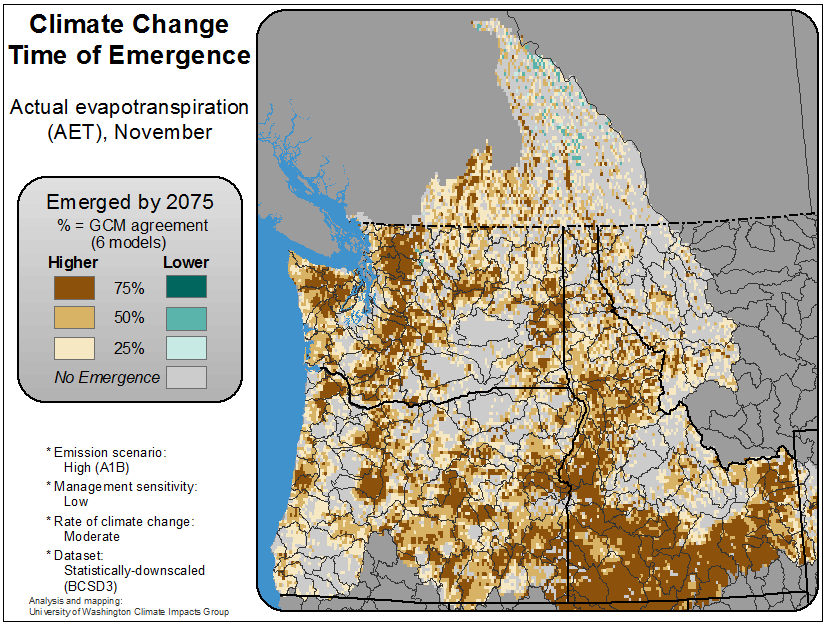 Climate Change
Time of Emergence
Actual evapotranspiration
(AET), November
Emerged by 2075
% = GCM agreement
(6 models)
Higher Lower
75%
50%
25%
No Emergence
* Emission scenario:
High (A1B)
* Management sensitivity:
Low
* Rate of climate change:
Moderate
* Dataset:
Statistically-downscaled
(BCSD3)
Analysis and mapping:
University of Washington Climate Impacts Group